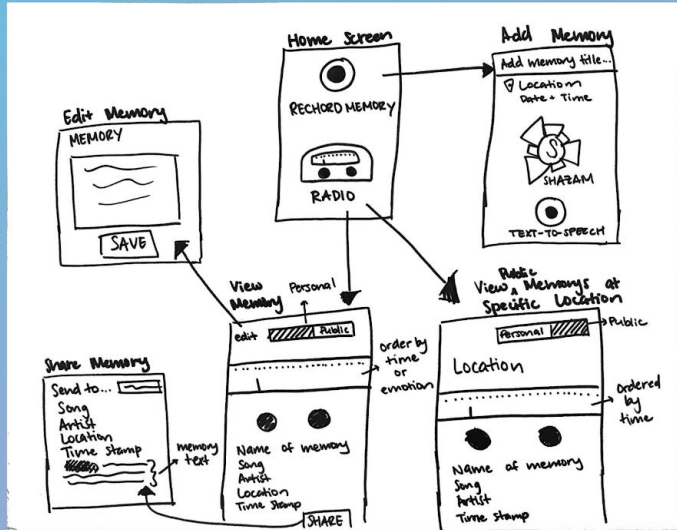 Home Screen
RECHORD MEMORY
RADIO
Add Memory
Add memory title...
Location
Date + Time
S
SHAZAM
TEXT-TO-SPEECH
Edit Memory
MEMORY
SAVE
View
Memory
Personal
edit
Public
order by
time
or
emotion
Name of memory
Song
Artist
Location
Time Stamp
SHARE
Share Memory
Send to...
Song
Artist
Location
Time Stamp
memory
text
Public
View Memorys at
Specific Location
Personal
Public
Location
ordered
by
time
Name of memory
Song
Artist
Time Stamp